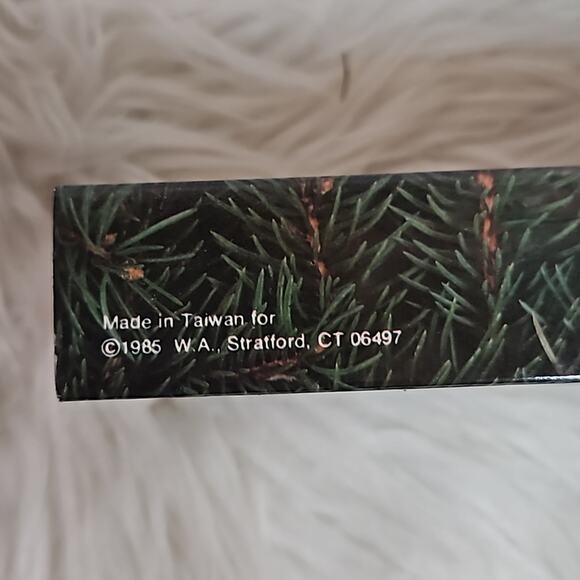 Made in Taiwan for
©1985 W.A., Stratford, CT 06497